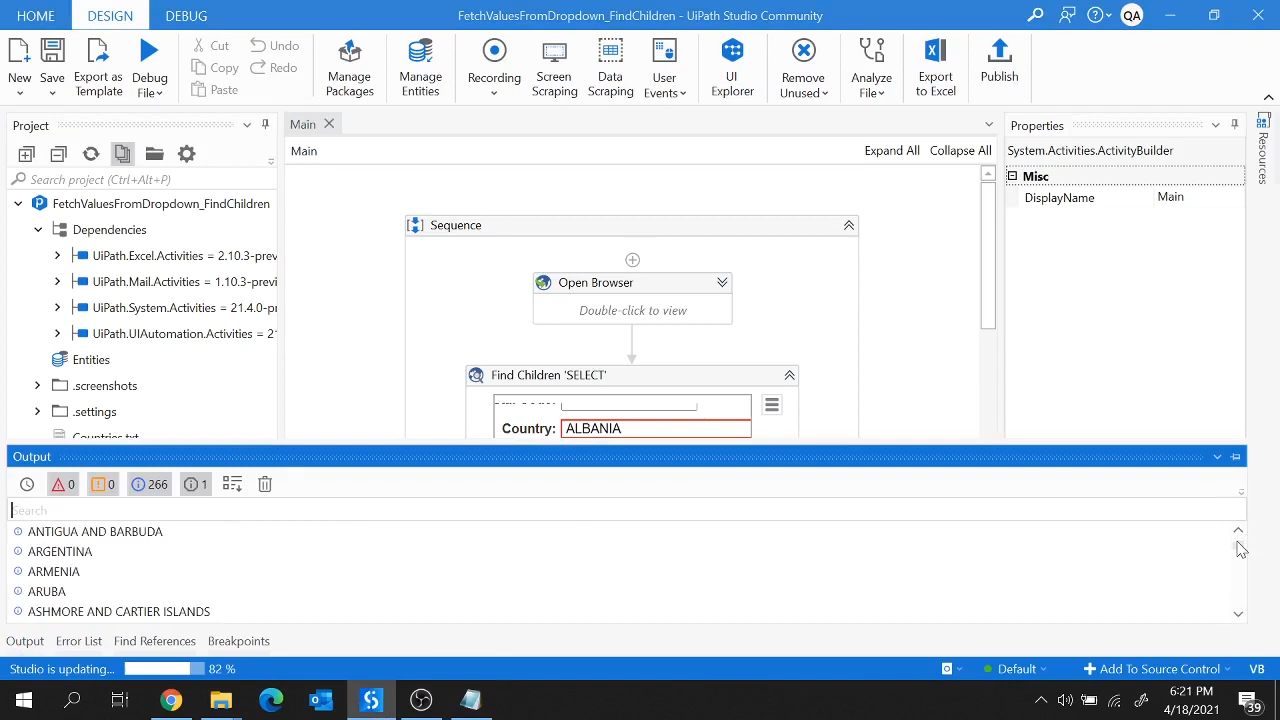 HOME DESIGN DEBUG FetchValuesFromDropdown_FindChildren - UiPath Studio Community QA
New Save Export as Template Debug File Cut Copy Paste Undo Redo Manage Packages Manage Entities Recording Screen Scraping Data Scraping User Events UI Explorer Remove Unused Analyze File Export to Excel Publish
Project
Search project (Ctrl+Alt+P)
FetchValuesFromDropdown_FindChildren
Dependencies
UiPath.Excel.Activities = 2.10.3-prev
UiPath.Mail.Activities = 1.10.3-previ
UiPath.System.Activities = 21.4.0-pr
UiPath.UIAutomation.Activities = 2
Entities
.screenshots
.settings
Countries.txt
Main
Main Expand All Collapse All
Sequence
Open Browser
Double-click to view
Find Children 'SELECT'
Country: ALBANIA
Properties
System.Activities.ActivityBuilder
Misc
DisplayName Main
Resources
Output
0 0 266 1
Search
ANTIGUA AND BARBUDA
ARGENTINA
ARMENIA
ARUBA
ASHMORE AND CARTIER ISLANDS
Output Error List Find References Breakpoints
Studio is updating... 82 % Default Add To Source Control VB
6:21 PM
4/18/2021
39